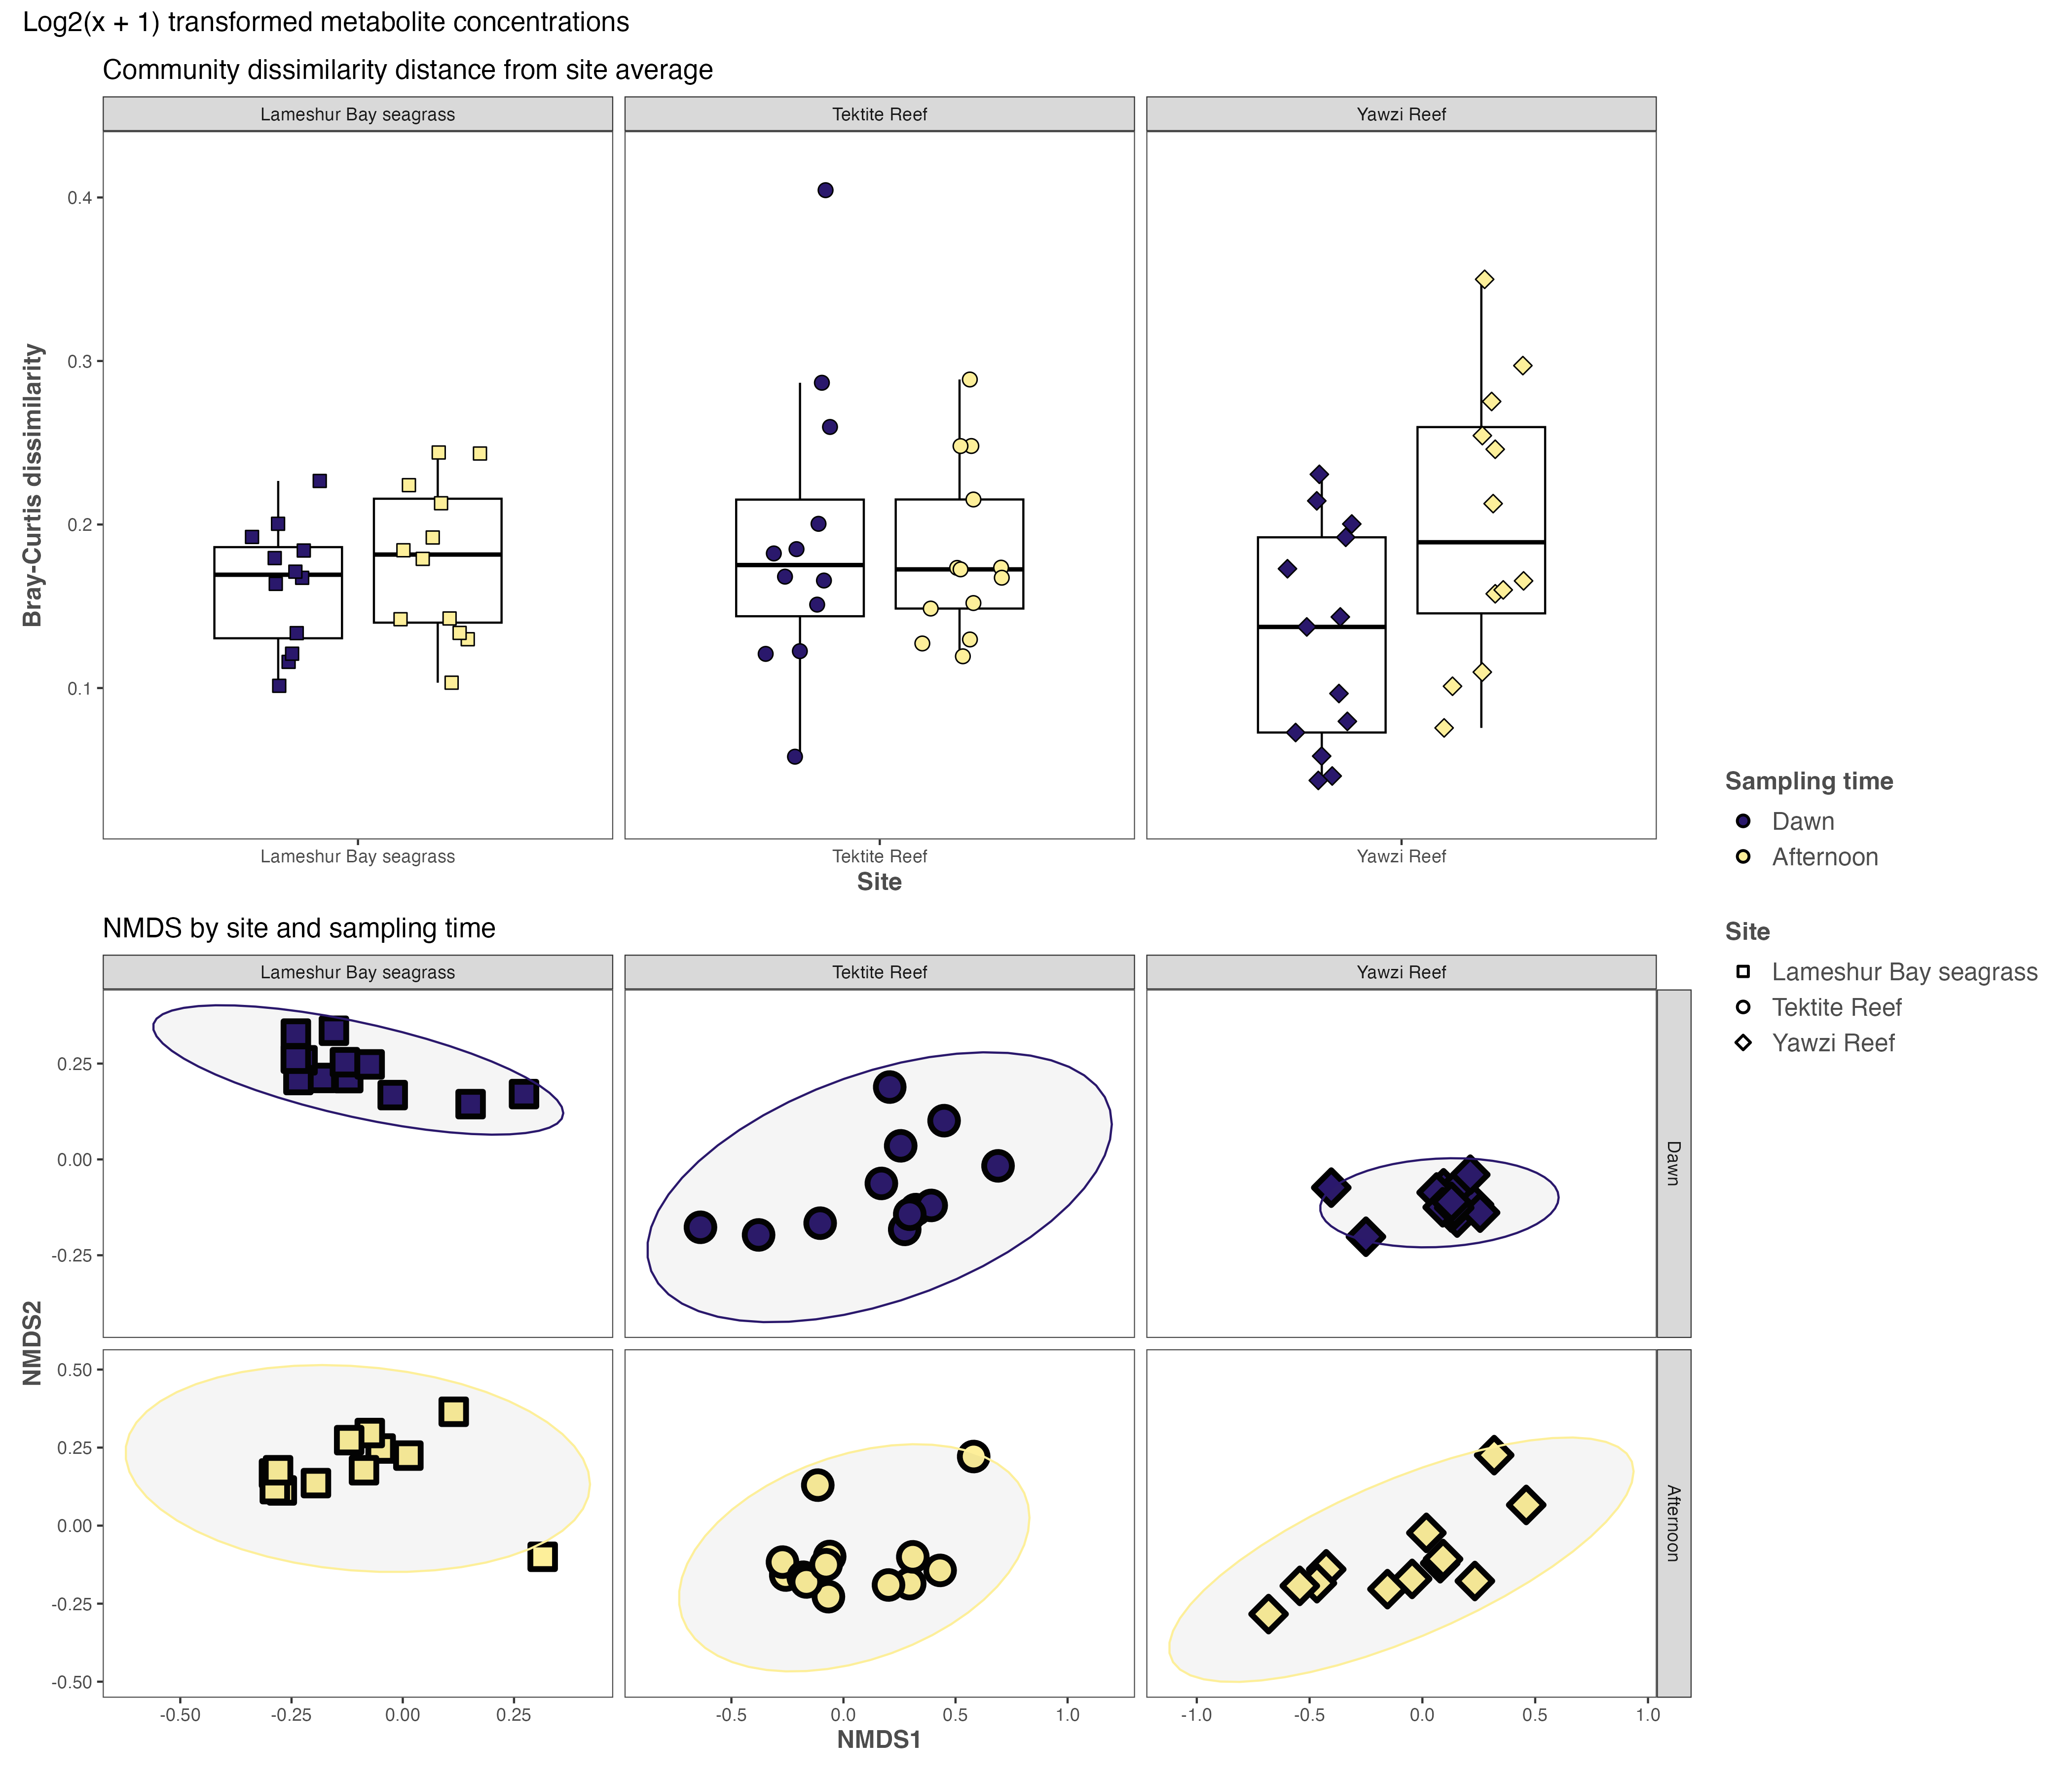 Log2(x + 1) transformed metabolite concentrations
Community dissimilarity distance from site average
Lameshur Bay seagrass
Tektite Reef
Yawzi Reef
Bray-Curtis dissimilarity
0.4
0.3
0.2
0.1
Lameshur Bay seagrass
Tektite Reef
Yawzi Reef
Site
Sampling time
Dawn
Afternoon
Site
Lameshur Bay seagrass
Tektite Reef
Yawzi Reef
NMDS by site and sampling time
Lameshur Bay seagrass
Tektite Reef
Yawzi Reef
NMDS2
0.25
0.00
-0.25
Dawn
0.50
0.25
0.00
-0.25
-0.50
Afternoon
-0.50 -0.25 0.00 0.25
-0.5 0.0 0.5 1.0
-1.0 -0.5 0.0 0.5 1.0
NMDS1